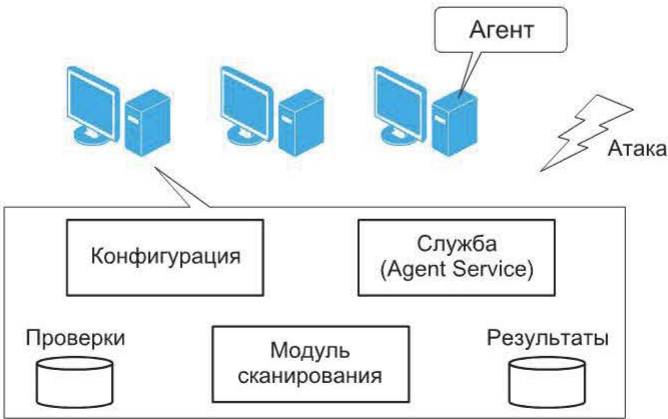 Агент
Атака
Конфигурация
Служба
(Agent Service)
Проверки
Модуль
сканирования
Результаты